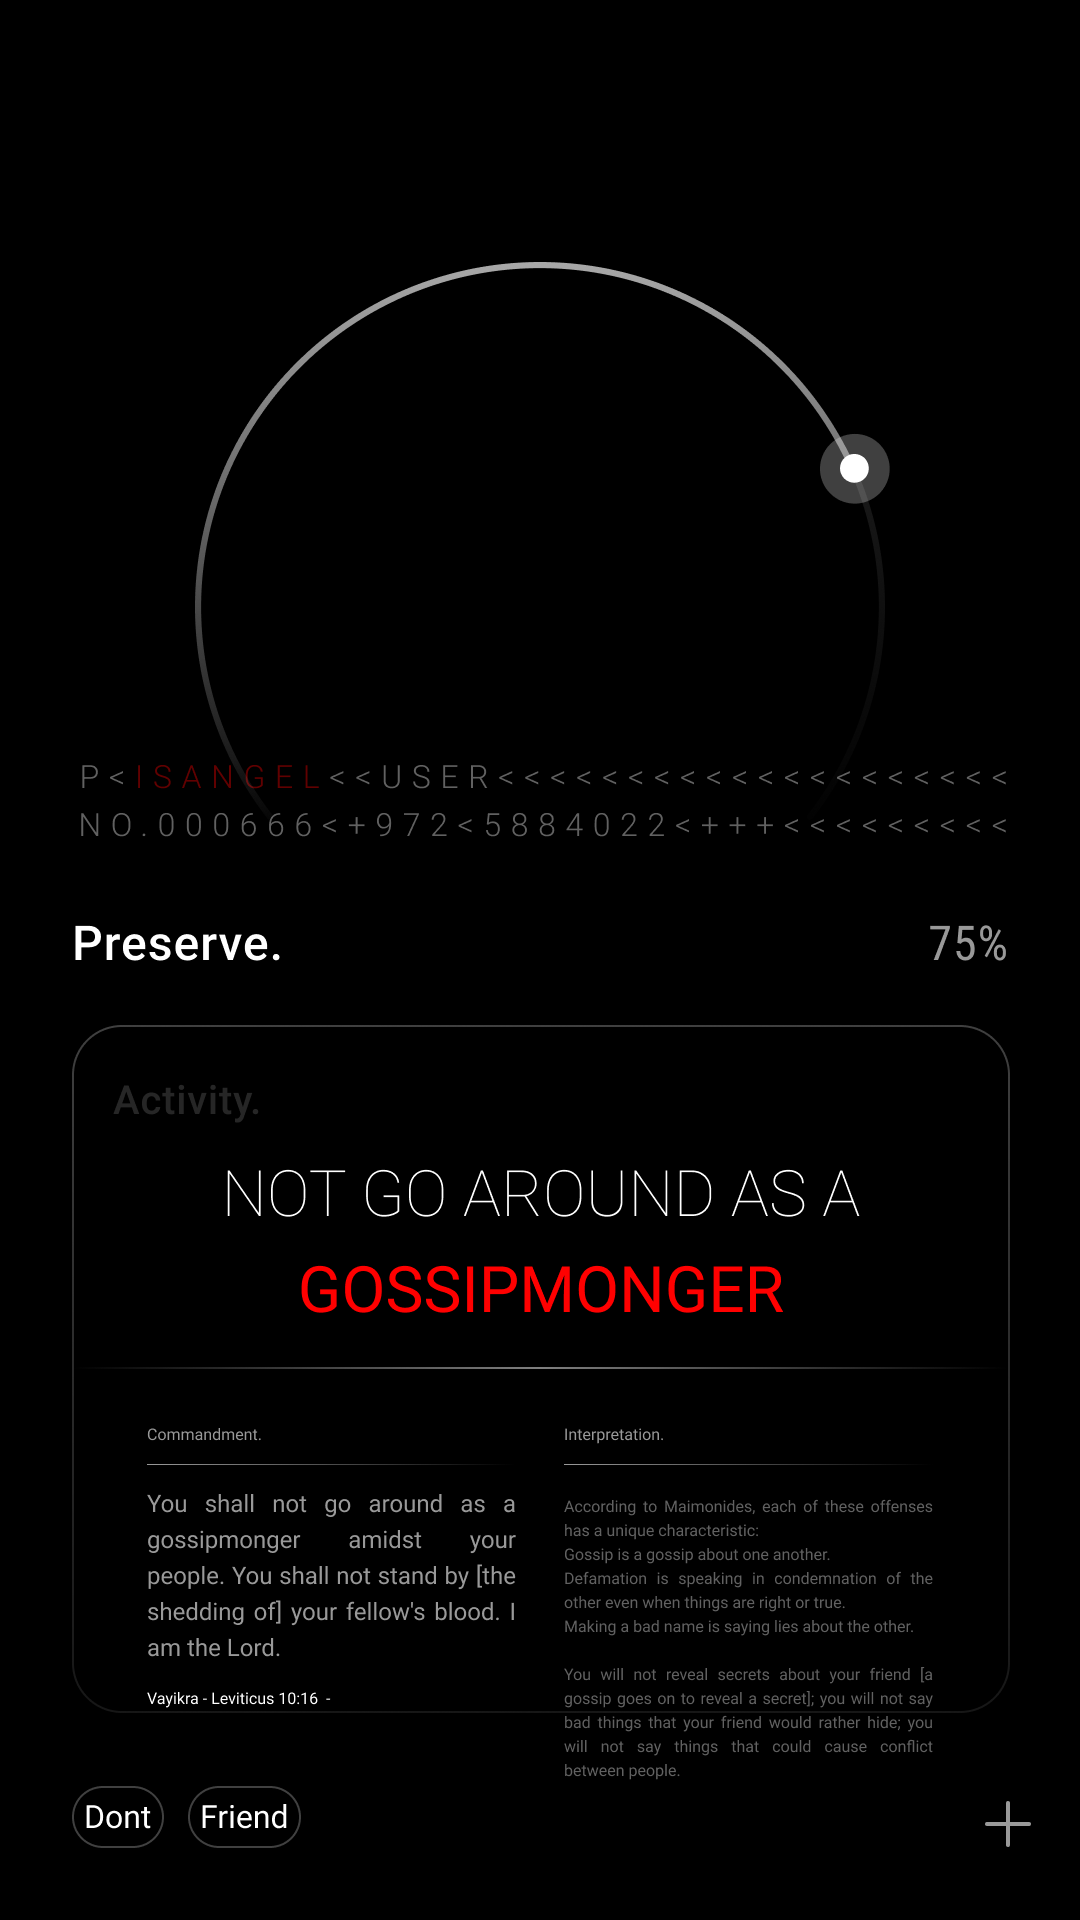 P<ISANGEL<<USER<<<<<<<<<<<<<<<<<<<<
NO.000666<+972<5884022<+++<<<<<<<<<
Preserve.
75%
Activity.
NOT GO AROUND AS A
GOSSIPMONGER
Commandment.
You shall not go around as a
gossipmonger amidst your
people. You shall not stand by [the
shedding of] your fellow's blood. I
am the Lord.
Vayikra - Leviticus 10:16 -
Interpretation.
According to Maimonides, each of these offenses
has a unique characteristic:
Gossip is a gossip about one another.
Defamation is speaking in condemnation of the
other even when things are right or true.
Making a bad name is saying lies about the other.
You will not reveal secrets about your friend [a
gossip goes on to reveal a secret]; you will not say
bad things that your friend would rather hide; you
will not say things that could cause conflict
between people.
Dont
Friend